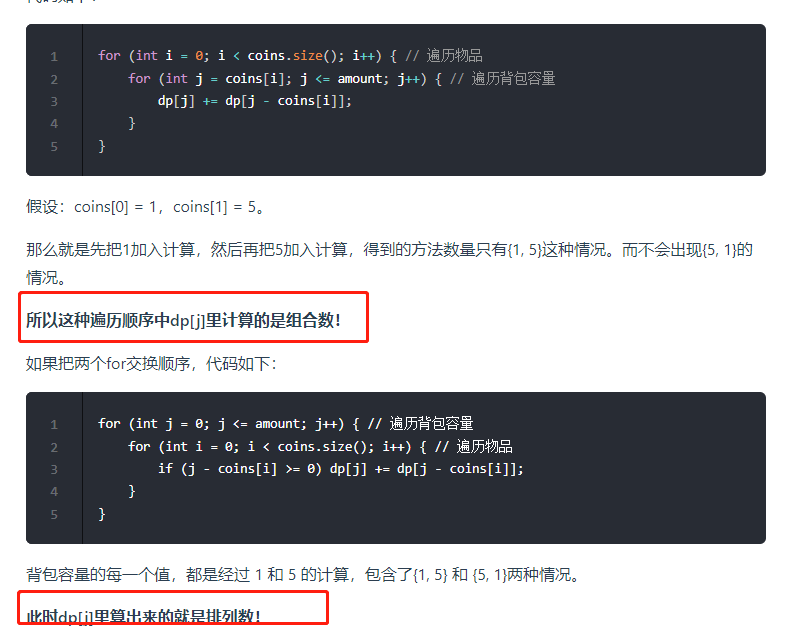 1 for (int i = 0; i < coins.size(); i++) { // 遍历物品
2 for (int j = coins[i]; j <= amount; j++) { // 遍历背包容量
3 dp[j] += dp[j - coins[i]];
4 }
5 }
假设：coins[0] = 1，coins[1] = 5。
那么就是先把1加入计算，然后再把5加入计算，得到的方法数量只有{1, 5}这种情况。而不会出现{5, 1}的
情况。
所以这种遍历顺序中dp[j]里计算的是组合数！
如果把两个for交换顺序，代码如下：
1 for (int j = 0; j <= amount; j++) { // 遍历背包容量
2 for (int i = 0; i < coins.size(); i++) { // 遍历物品
3 if (j - coins[i] >= 0) dp[j] += dp[j - coins[i]];
4 }
5 }
背包容量的每一个值，都是经过 1 和 5 的计算，包含了{1, 5} 和 {5, 1}两种情况。
此时dp[j]里算出来的就是排列数！